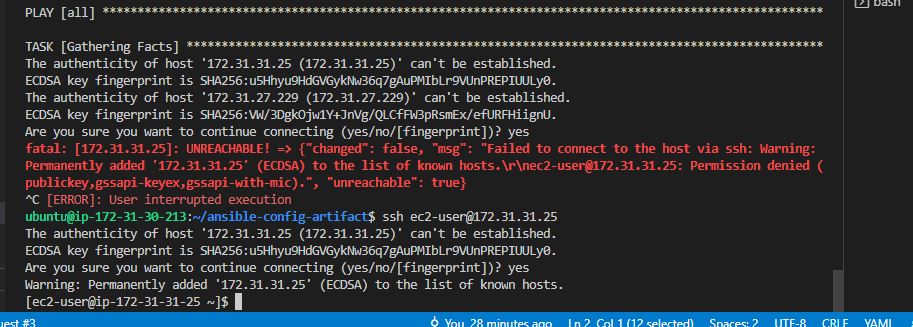 PLAY [all] ****************************************************************************************************
bash
TASK [Gathering Facts] ****************************************************************************************
The authenticity of host '172.31.31.25 (172.31.31.25)' can't be established.
ECDSA key fingerprint is SHA256:u5Hhyu9HdGVGykNw36q7gAuPMIbLr9VUnPREPIUULy0.
The authenticity of host '172.31.27.229 (172.31.27.229)' can't be established.
ECDSA key fingerprint is SHA256:VW/3DgkOjw1Y+JnVg/QLCfFW3pRsmEx/efURFHiignU.
Are you sure you want to continue connecting (yes/no/[fingerprint])? yes
fatal: [172.31.31.25]: UNREACHABLE! => {"changed": false, "msg": "Failed to connect to the host via ssh: Warning:
Permanently added '172.31.31.25' (ECDSA) to the list of known hosts.\r\nec2-user@172.31.31.25: Permission denied (
publickey,gssapi-keyex,gssapi-with-mic).", "unreachable": true}
^C [ERROR]: User interrupted execution
ubuntu@ip-172-31-30-213:~/ansible-config-artifact$ ssh ec2-user@172.31.31.25
The authenticity of host '172.31.31.25 (172.31.31.25)' can't be established.
ECDSA key fingerprint is SHA256:u5Hhyu9HdGVGykNw36q7gAuPMIbLr9VUnPREPIUULy0.
Are you sure you want to continue connecting (yes/no/[fingerprint])? yes
Warning: Permanently added '172.31.31.25' (ECDSA) to the list of known hosts.
[ec2-user@ip-172-31-31-25 ~]$
uest #3 You, 28 minutes ago Ln 2, Col 1 (12 selected) Spaces: 2 UTF-8 CRLF YAML